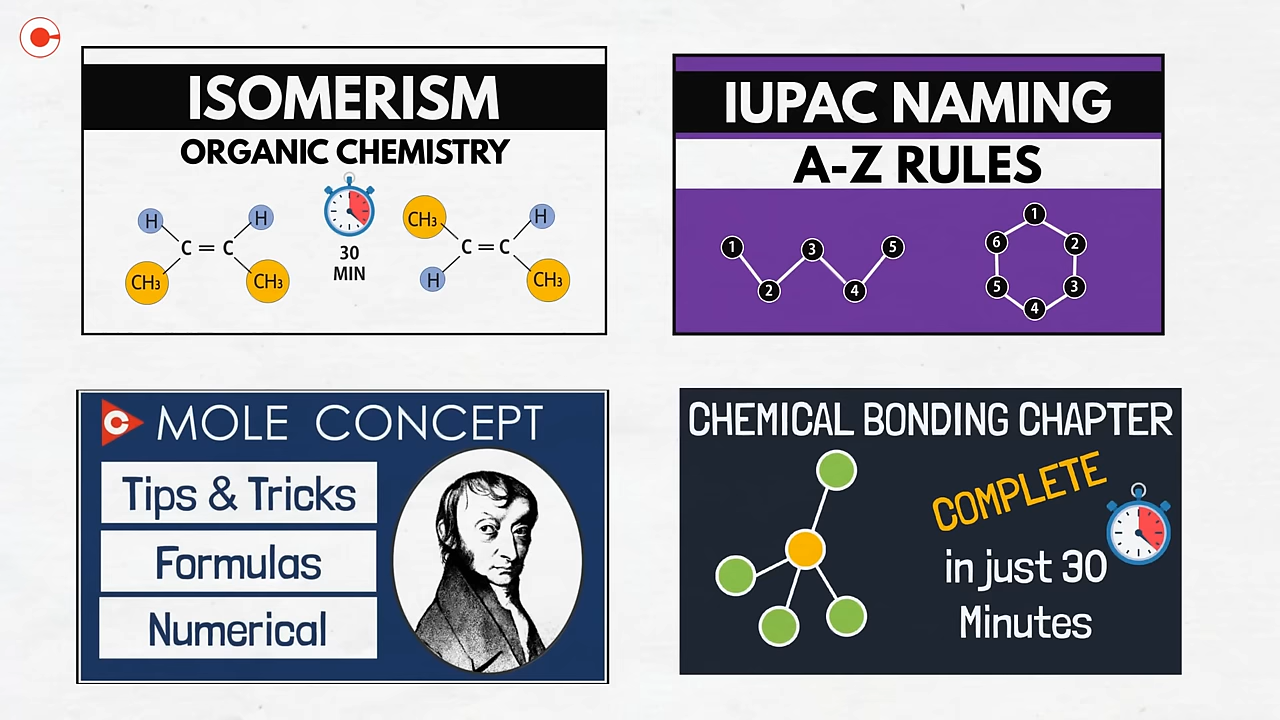 ISOMERISM
ORGANIC CHEMISTRY
H
H
C = C
CH₃
CH₃
30
MIN
CH₃
H
C = C
H
CH₃
IUPAC NAMING
A-Z RULES
1
3
5
2
4
1
6
2
5
3
4
C MOLE CONCEPT
Tips & Tricks
Formulas
Numerical
CHEMICAL BONDING CHAPTER
COMPLETE
in just 30
Minutes